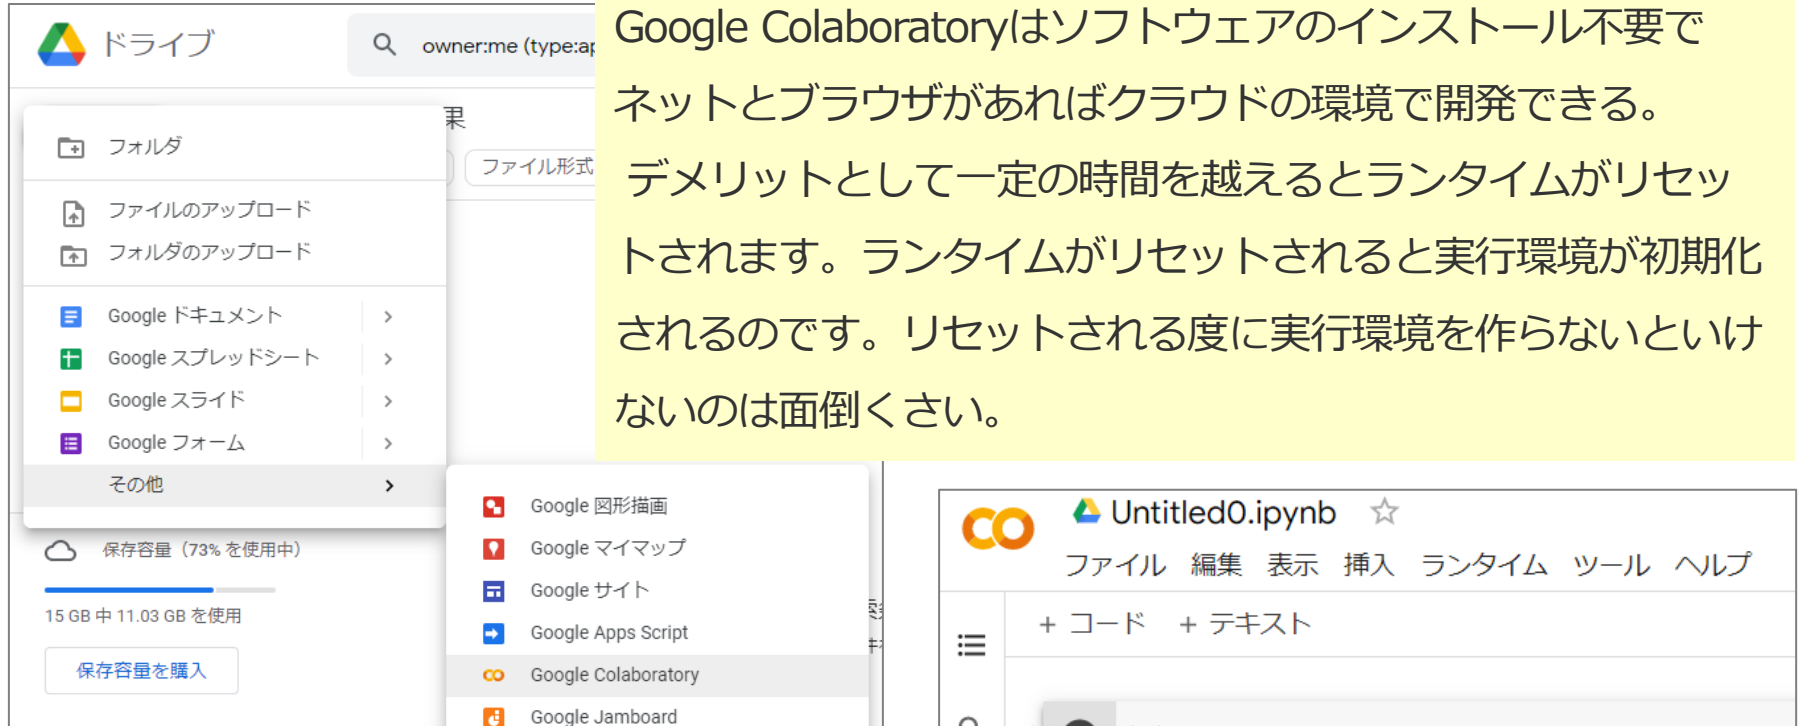 ドライブ
owner:me (type:ap
果
ファイル形式
フォルダ
ファイルのアップロード
フォルダのアップロード
Google ドキュメント
Google スプレッドシート
Google スライド
Google フォーム
その他
保存容量（73% を使用中）
15 GB 中 11.03 GB を使用
保存容量を購入
Google 図形描画
Google マイマップ
Google サイト
Google Apps Script
Google Colaboratory
Google Jamboard
Google Colaboratoryはソフトウェアのインストール不要で
ネットとブラウザがあればクラウドの環境で開発できる。
デメリットとして一定の時間を越えるとランタイムがリセッ
トされます。ランタイムがリセットされると実行環境が初期化
されるのです。リセットされる度に実行環境を作らないといけ
ないのは面倒くさい。
Untitled0.ipynb
ファイル 編集 表示 挿入 ランタイム ツール ヘルプ
+ コード + テキスト